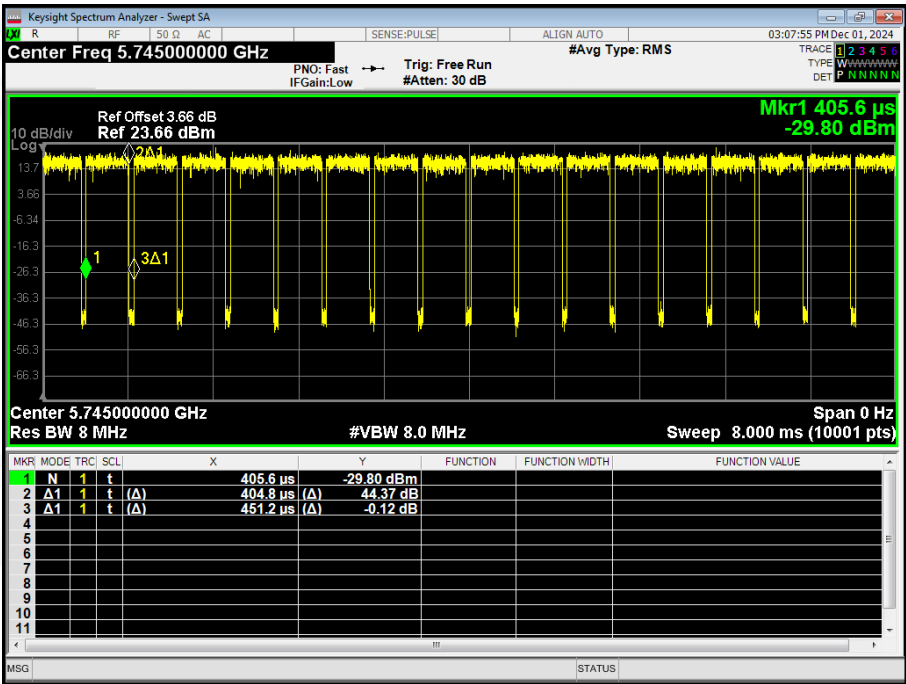 Keysight Spectrum Analyzer - Swept SA
LXI R RF 50 Ω AC SENSE:PULSE ALIGN AUTO 03:07:55 PM Dec 01, 2024
Center Freq 5.745000000 GHz
#Avg Type: RMS
PNO: Fast Trig: Free Run
IFGain:Low #Atten: 30 dB
TRACE 1 2 3 4 5 6
TYPE WWWWWWW
DET P N N N N N
Mkr1 405.6 µs
-29.80 dBm
Ref Offset 3.66 dB
10 dB/div Ref 23.66 dBm
Log
2Δ1
13.7
3.66
-6.34
-16.3
1
3Δ1
-26.3
-36.3
-46.3
-56.3
-66.3
Center 5.745000000 GHz Span 0 Hz
Res BW 8 MHz #VBW 8.0 MHz Sweep 8.000 ms (10001 pts)
MKR MODE TRC SCL X Y FUNCTION FUNCTION WIDTH FUNCTION VALUE
1 N 1 t 405.6 µs -29.80 dBm
2 Δ1 1 t (Δ) 404.8 µs (Δ) 44.37 dB
3 Δ1 1 t (Δ) 451.2 µs (Δ) -0.12 dB
4
5
6
7
8
9
10
11
MSG STATUS